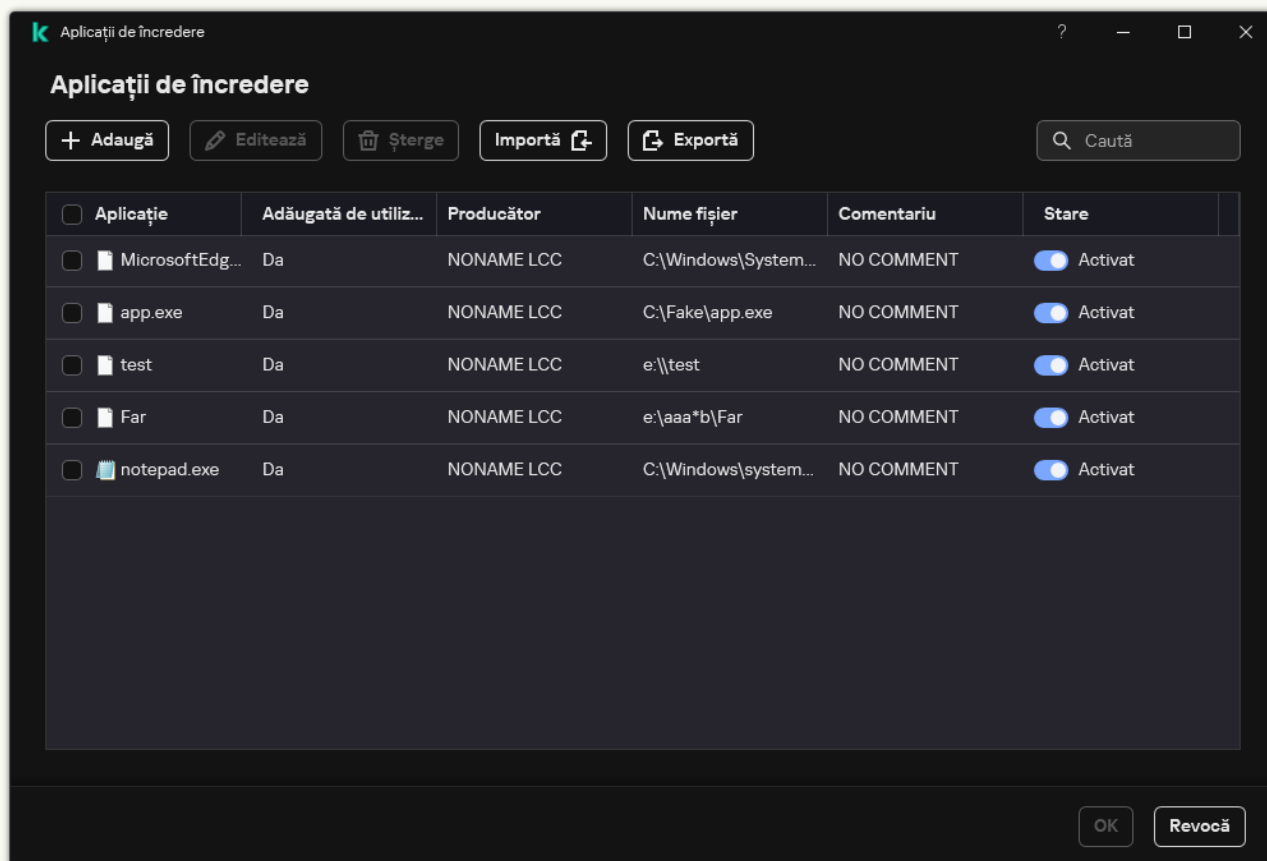 Aplicații de încredere
Aplicații de încredere
Adaugă Editează Șterge Importă Exportă Caută
Aplicație Adăugată de utiliz... Producător Nume fișier Comentariu Stare
MicrosoftEdg... Da NONAME LCC C:\Windows\System... NO COMMENT Activat
app.exe Da NONAME LCC C:\Fake\app.exe NO COMMENT Activat
test Da NONAME LCC e:\\test NO COMMENT Activat
Far Da NONAME LCC e:\aaa*b\Far NO COMMENT Activat
notepad.exe Da NONAME LCC C:\Windows\system... NO COMMENT Activat
OK Revocă